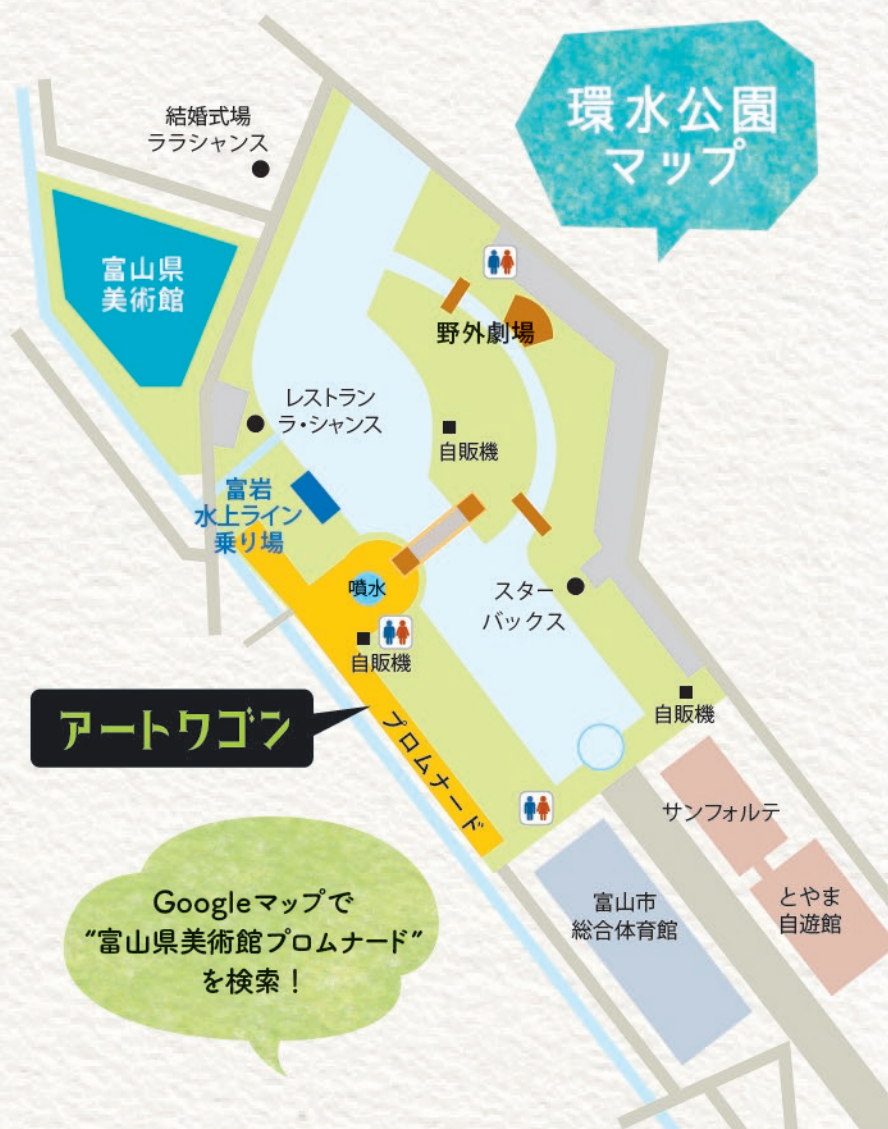 環水公園
マップ
結婚式場
ララシャンス
富山県
美術館
野外劇場
レストラン
ラ・シャンス
自販機
富岩
水上ライン
乗り場
噴水
スター
バックス
自販機
自販機
アートワゴン
プロムナード
サンフォルテ
Googleマップで
“富山県美術館プロムナード”
を検索！
富山市
総合体育館
とやま
自遊館